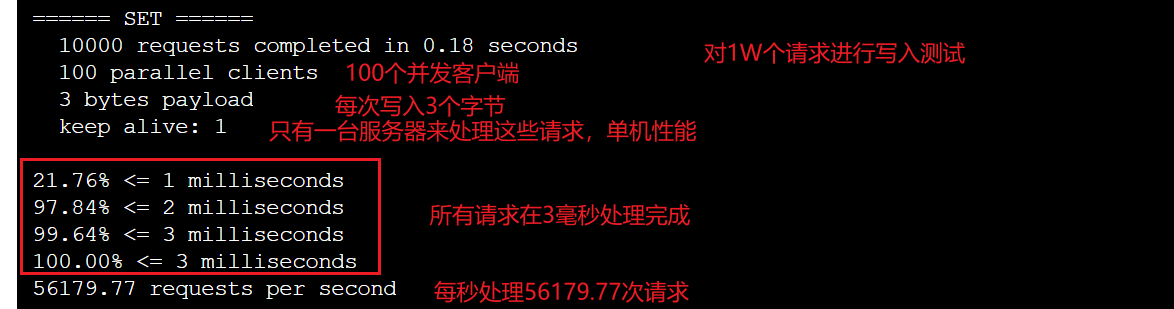 ====== SET ======
10000 requests completed in 0.18 seconds 对1W个请求进行写入测试
100 parallel clients 100个并发客户端
3 bytes payload 每次写入3个字节
keep alive: 1 只有一台服务器来处理这些请求，单机性能
21.76% <= 1 milliseconds
97.84% <= 2 milliseconds 所有请求在3毫秒处理完成
99.64% <= 3 milliseconds
100.00% <= 3 milliseconds
56179.77 requests per second 每秒处理56179.77次请求